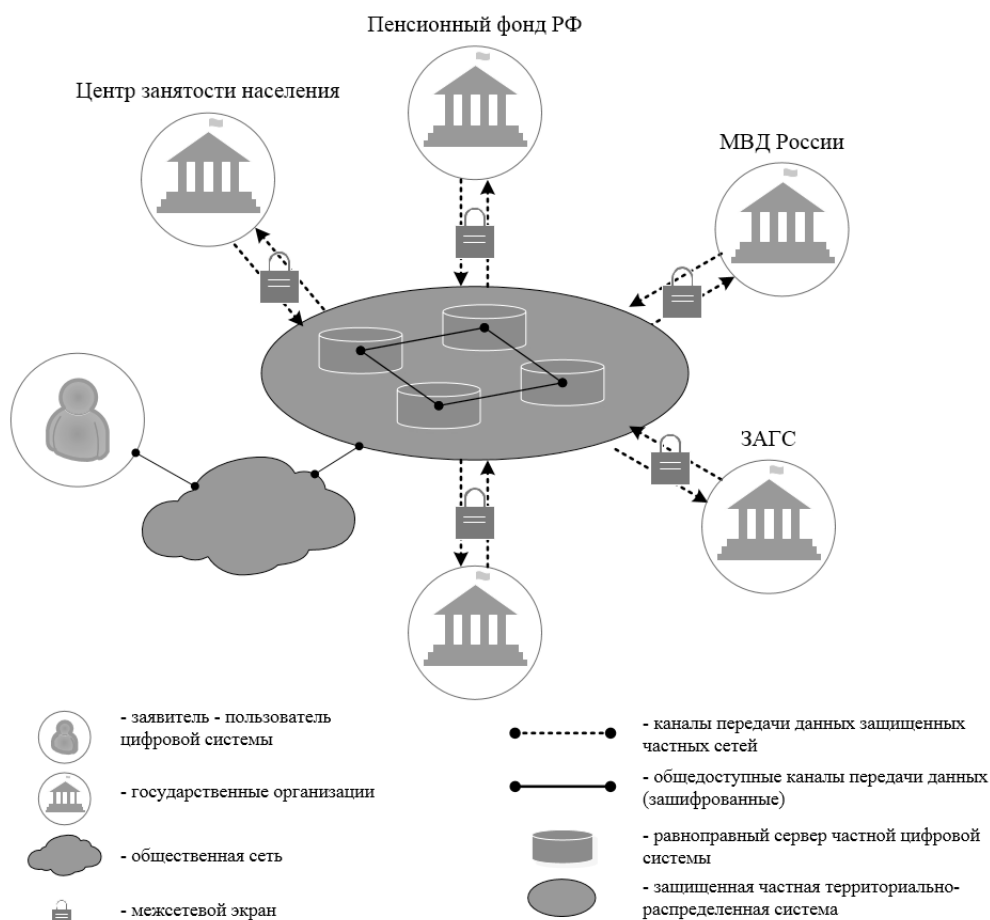 Пенсионный фонд РФ
Центр занятости населения
МВД России
ЗАГС
- заявитель - пользователь
цифровой системы
- государственные организации
- общественная сеть
- межсетевой экран
- каналы передачи данных защищенных
частных сетей
- общедоступные каналы передачи данных
(зашифрованные)
- равноправный сервер частной цифровой
системы
- защищенная частная территориально-
распределенная система